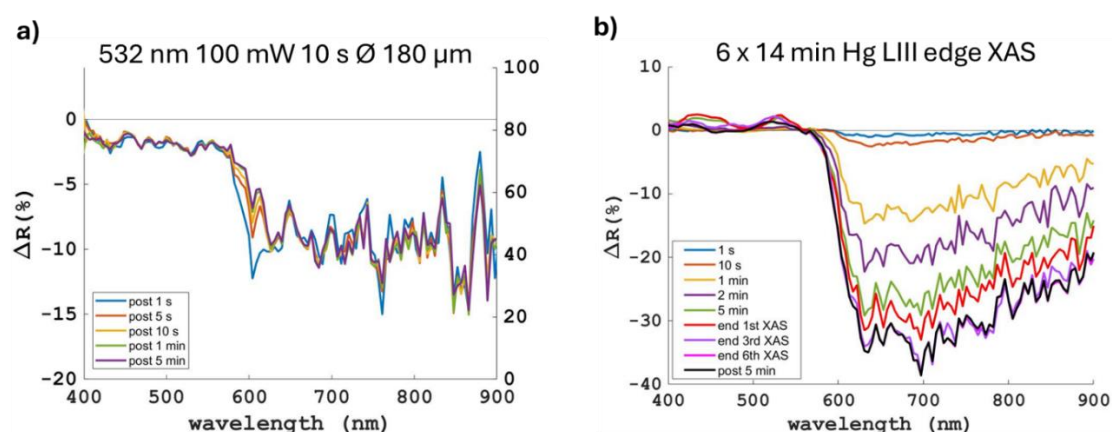 a)
532 nm 100 mW 10 s Ø 180 µm
0
-5
-10
-15
-20
ΔR(%)
100
80
60
40
20
0
post 1 s
post 5 s
post 10 s
post 1 min
post 5 min
400 500 600 700 800 900
wavelength (nm)
b)
6 x 14 min Hg LIII edge XAS
10
0
-10
-20
-30
-40
ΔR(%)
1 s
10 s
1 min
2 min
5 min
end 1st XAS
end 3rd XAS
end 6th XAS
post 5 min
400 500 600 700 800 900
wavelength (nm)